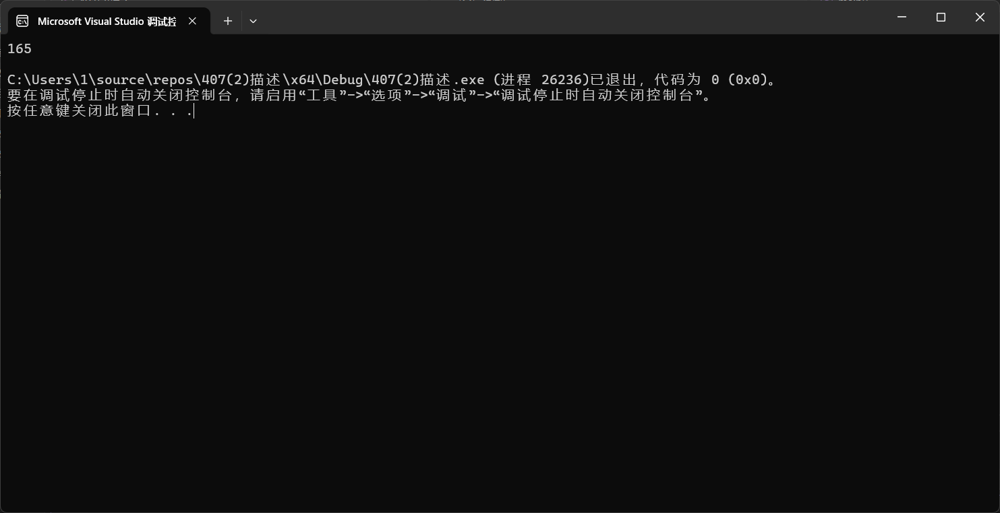 Microsoft Visual Studio 调试控
165
C:\Users\1\source\repos\407(2)描述\x64\Debug\407(2)描述.exe (进程 26236)已退出，代码为 0 (0x0)。
要在调试停止时自动关闭控制台，请启用“工具”->“选项”->“调试”->“调试停止时自动关闭控制台”。
按任意键关闭此窗口. . .